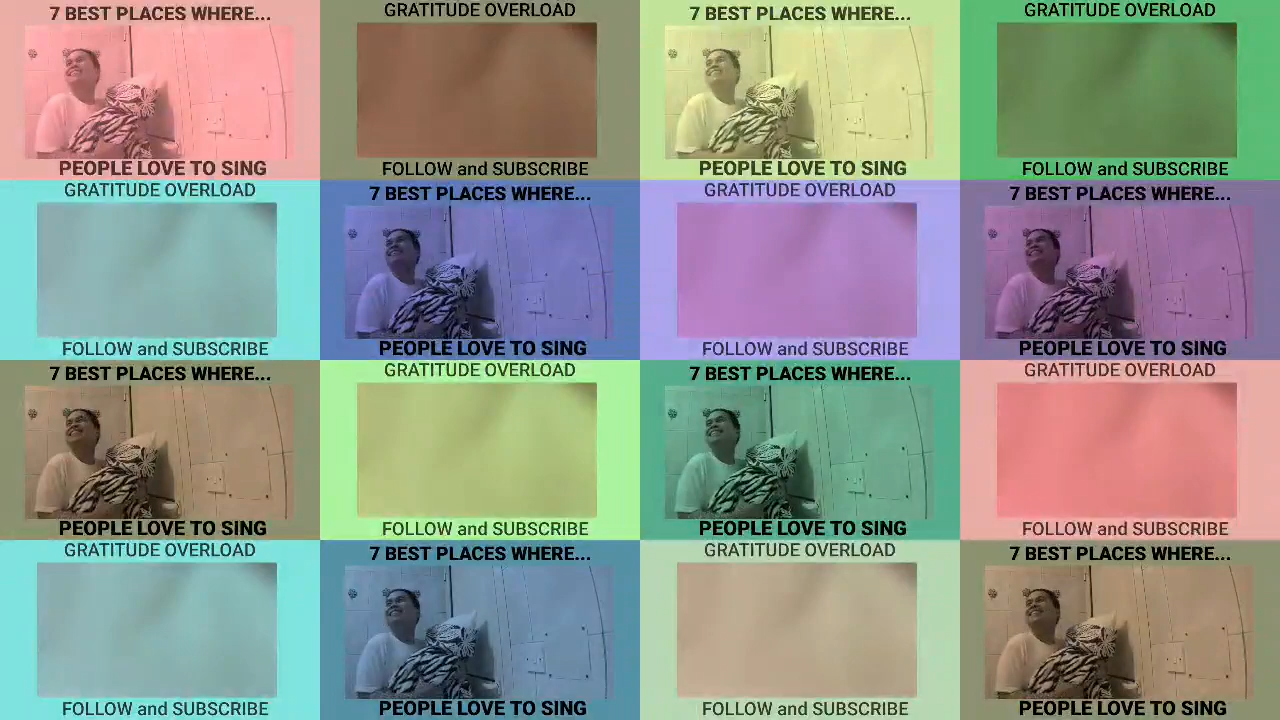 7 BEST PLACES WHERE...
PEOPLE LOVE TO SING
GRATITUDE OVERLOAD
FOLLOW and SUBSCRIBE
7 BEST PLACES WHERE...
PEOPLE LOVE TO SING
GRATITUDE OVERLOAD
FOLLOW and SUBSCRIBE
GRATITUDE OVERLOAD
FOLLOW and SUBSCRIBE
7 BEST PLACES WHERE...
PEOPLE LOVE TO SING
GRATITUDE OVERLOAD
FOLLOW and SUBSCRIBE
7 BEST PLACES WHERE...
PEOPLE LOVE TO SING
7 BEST PLACES WHERE...
PEOPLE LOVE TO SING
GRATITUDE OVERLOAD
FOLLOW and SUBSCRIBE
7 BEST PLACES WHERE...
PEOPLE LOVE TO SING
GRATITUDE OVERLOAD
FOLLOW and SUBSCRIBE
GRATITUDE OVERLOAD
FOLLOW and SUBSCRIBE
7 BEST PLACES WHERE...
PEOPLE LOVE TO SING
GRATITUDE OVERLOAD
FOLLOW and SUBSCRIBE
7 BEST PLACES WHERE...
PEOPLE LOVE TO SING